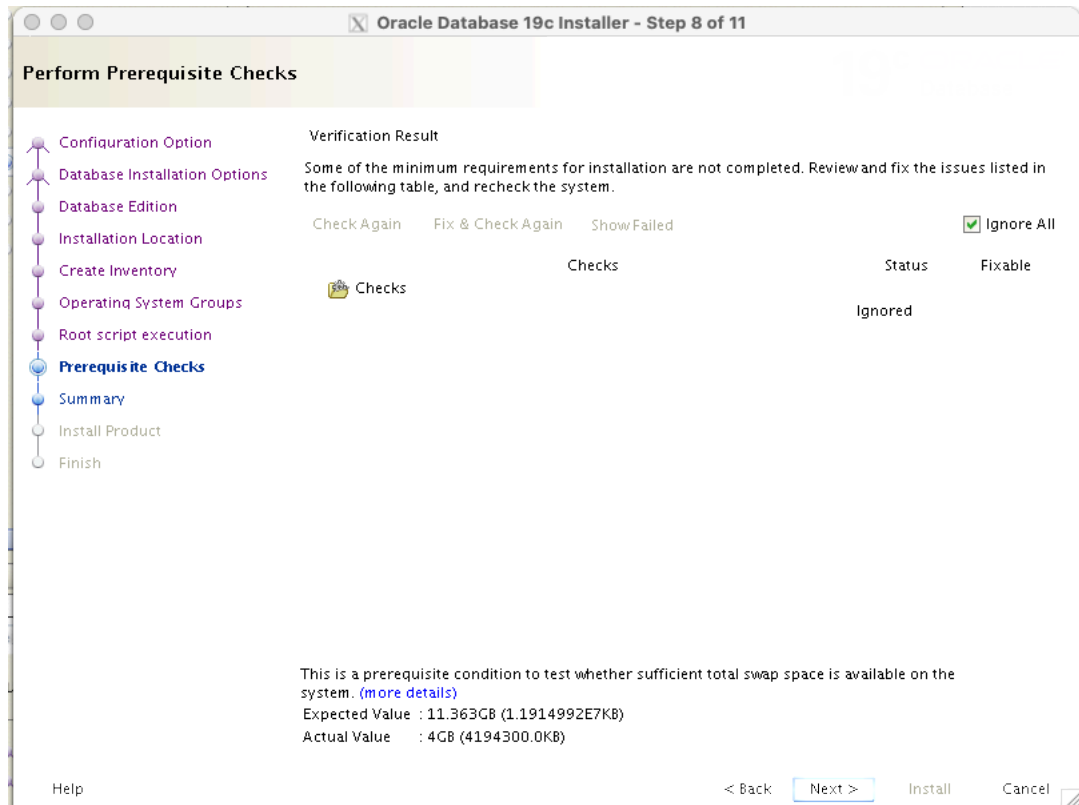 Oracle Database 19c Installer - Step 8 of 11
Perform Prerequisite Checks
Configuration Option
Database Installation Options
Database Edition
Installation Location
Create Inventory
Operating System Groups
Root script execution
Prerequisite Checks
Summary
Install Product
Finish
Verification Result
Some of the minimum requirements for installation are not completed. Review and fix the issues listed in
the following table, and recheck the system.
Check Again Fix & Check Again Show Failed Ignore All
Checks Status Fixable
Checks
Ignored
This is a prerequisite condition to test whether sufficient total swap space is available on the
system. (more details)
Expected Value : 11.363GB (1.1914992E7KB)
Actual Value : 4GB (4194300.0KB)
Help < Back Next > Install Cancel